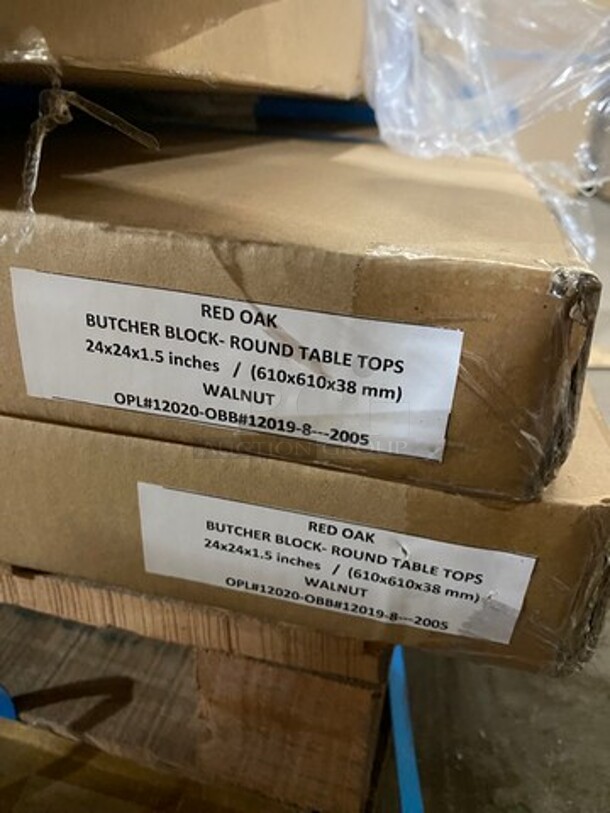 RED OAK
BUTCHER BLOCK- ROUND TABLE TOPS
24x24x1.5 inches / (610x610x38 mm)
WALNUT
OPL#12020-OBB#12019-8---2005
AUCTION GROUP
RED OAK
BUTCHER BLOCK- ROUND TABLE TOPS
24x24x1.5 inches / (610x610x38 mm)
WALNUT
OPL#12020-OBB#12019-8---2005